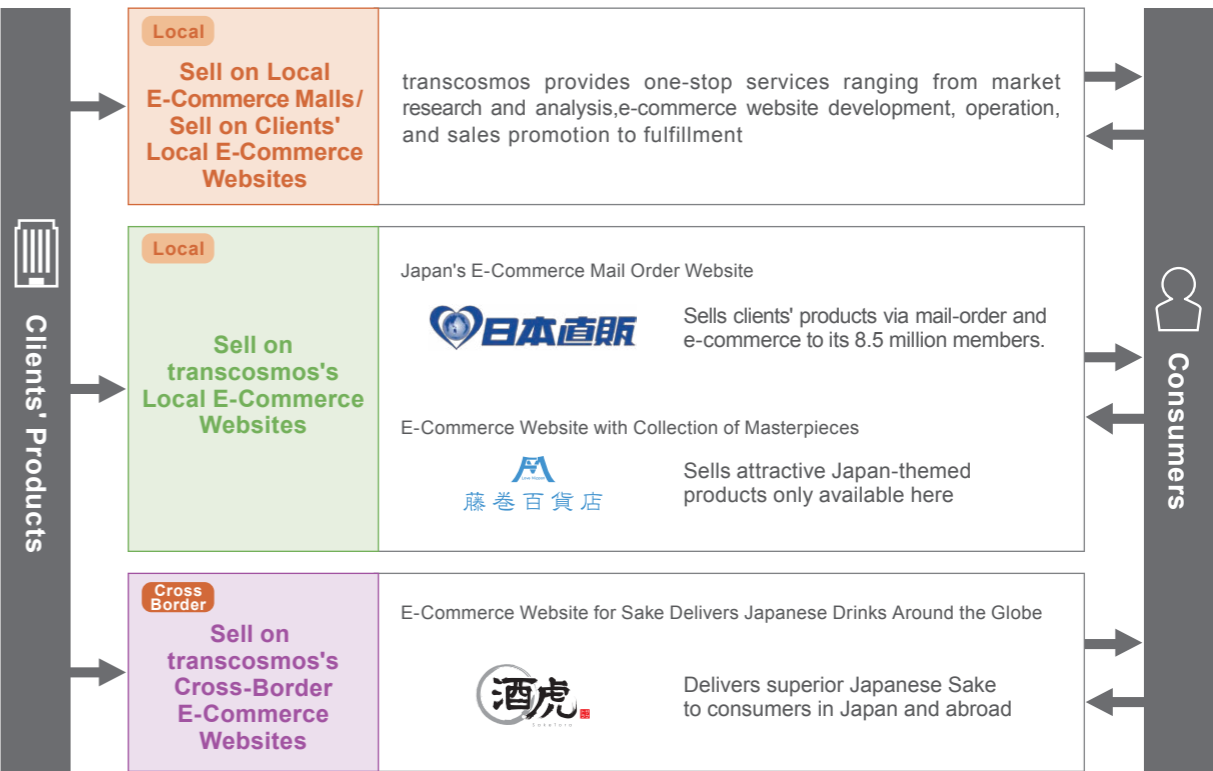 Clients' Products
Local
Sell on Local
E-Commerce Malls/
Sell on Clients'
Local E-Commerce
Websites
transcosmos provides one-stop services ranging from market
research and analysis,e-commerce website development, operation,
and sales promotion to fulfillment
Local
Sell on
transcosmos's
Local E-Commerce
Websites
Japan's E-Commerce Mail Order Website
日本直販
Sells clients' products via mail-order and
e-commerce to its 8.5 million members.
E-Commerce Website with Collection of Masterpieces
藤巻百貨店
Sells attractive Japan-themed
products only available here
Cross
Border
Sell on
transcosmos's
Cross-Border
E-Commerce
Websites
E-Commerce Website for Sake Delivers Japanese Drinks Around the Globe
酒虎
Saketora
Delivers superior Japanese Sake
to consumers in Japan and abroad
Consumers